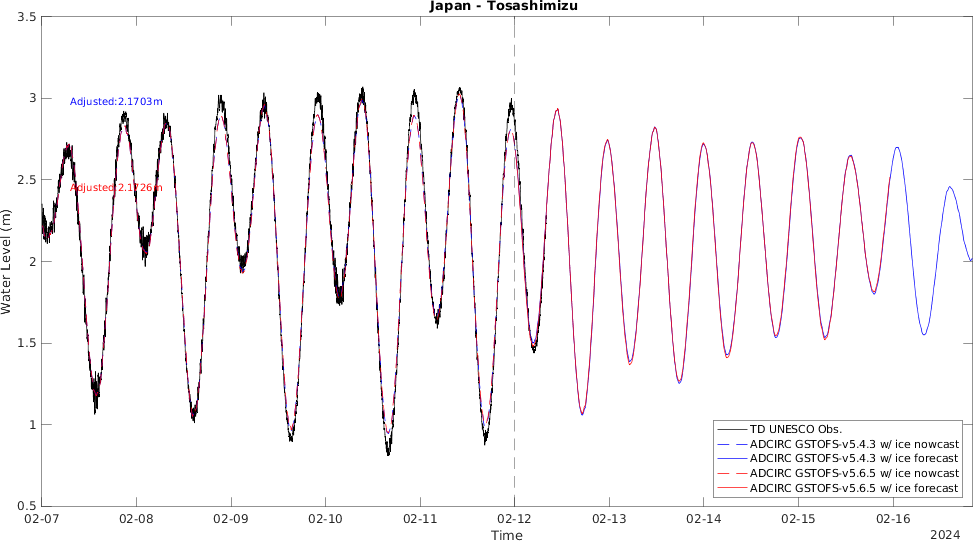 Japan - Tosashimizu
3.5
3
2.5
2
1.5
1
0.5
Water Level (m)
Adjusted:2.1703m
Adjusted:2.1726m
TD UNESCO Obs.
ADCIRC GSTOFS-v5.4.3 w/ ice nowcast
ADCIRC GSTOFS-v5.4.3 w/ ice forecast
ADCIRC GSTOFS-v5.6.5 w/ ice nowcast
ADCIRC GSTOFS-v5.6.5 w/ ice forecast
02-07 02-08 02-09 02-10 02-11 02-12 02-13 02-14 02-15 02-16
Time
2024